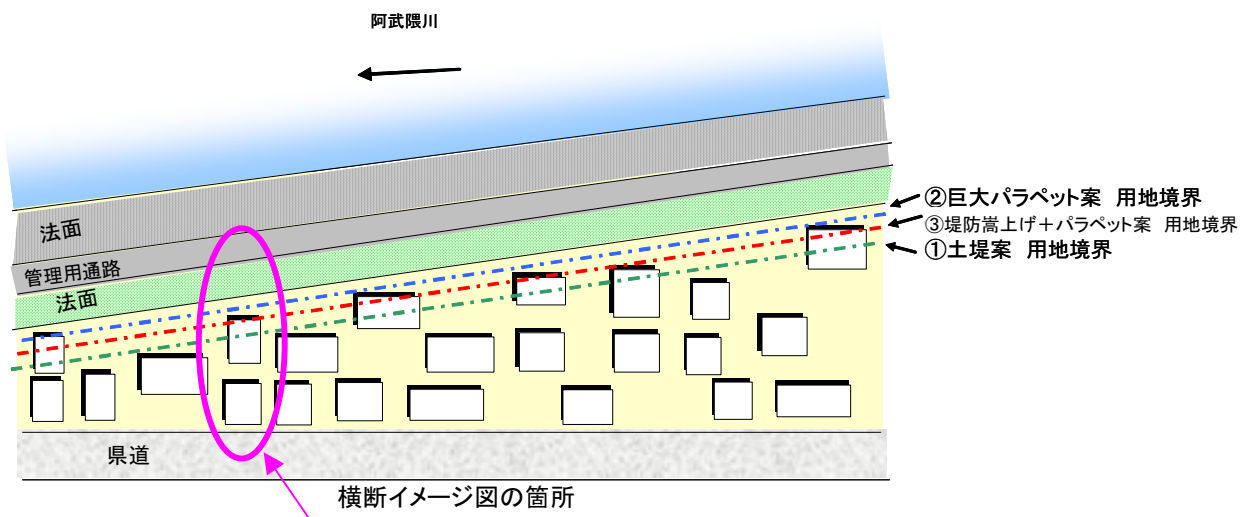 阿武隈川
②巨大パラペット案 用地境界
③堤防嵩上げ+パラペット案 用地境界
①土堤案 用地境界
法面
管理用通路
法面
県道
横断イメージ図の箇所